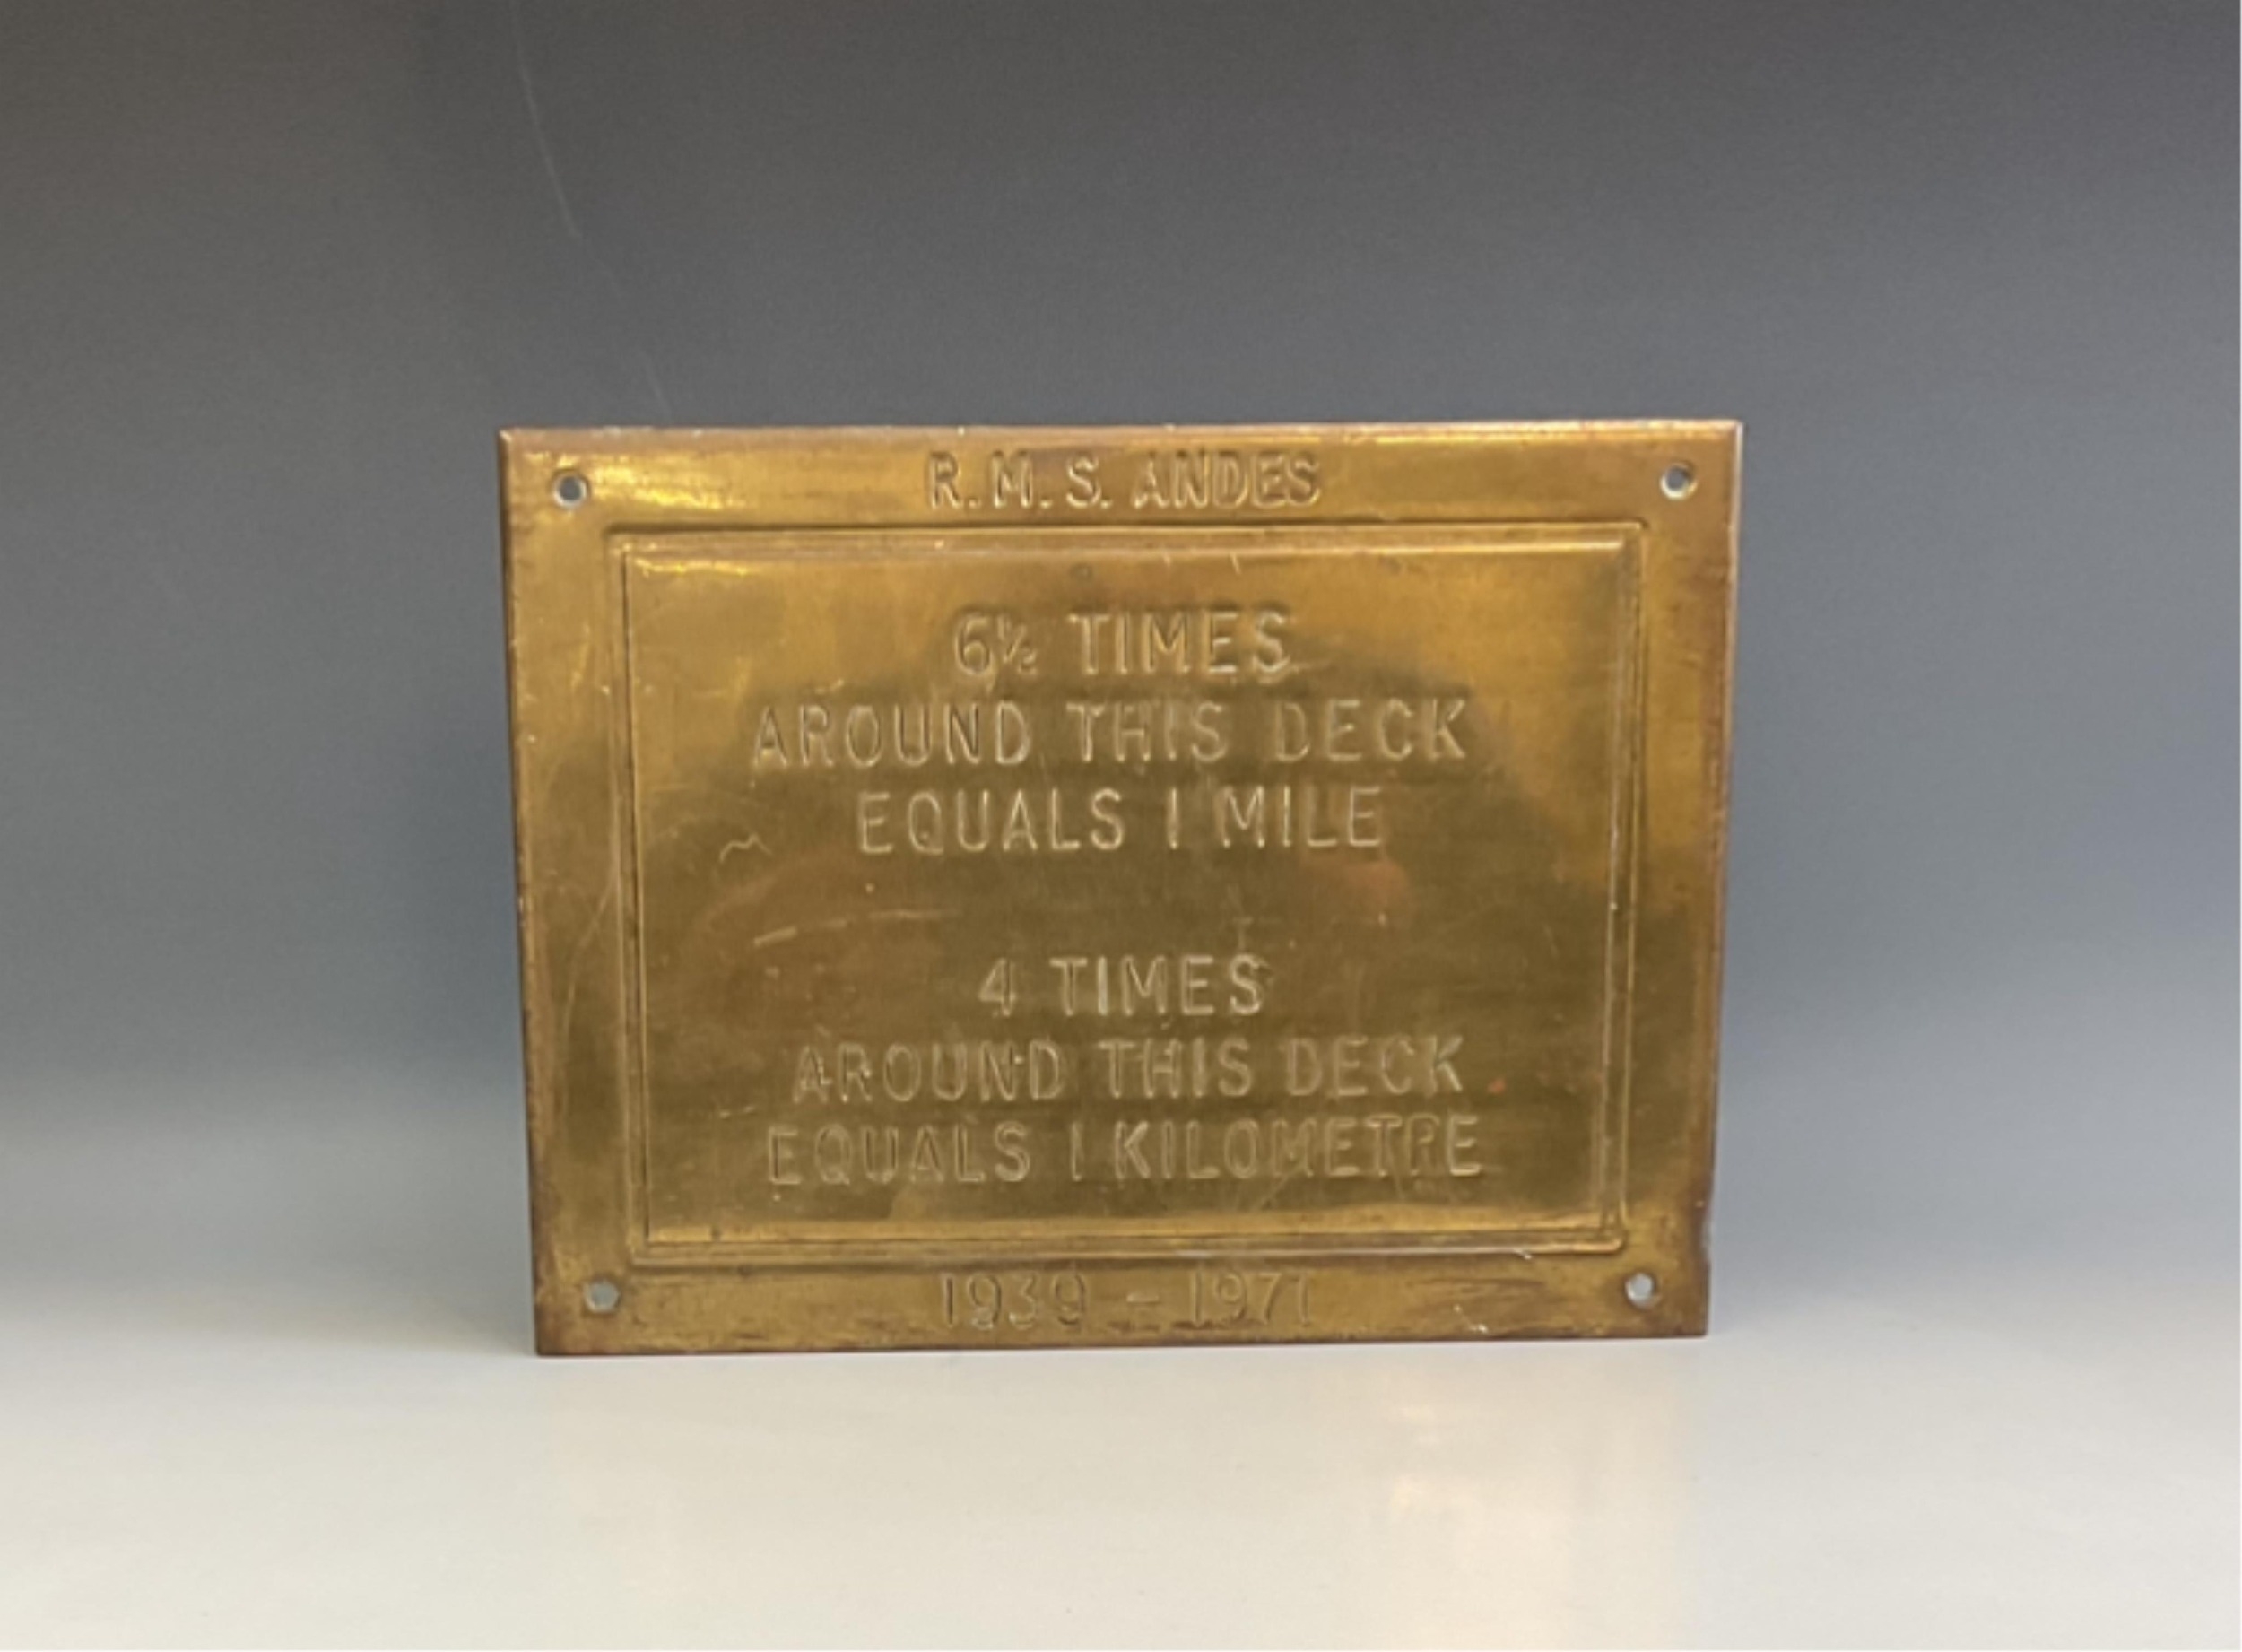 R.M.S. ANDES
6½ TIMES
AROUND THIS DECK
EQUALS 1 MILE
4 TIMES
AROUND THIS DECK
EQUALS 1 KILOMETRE
1939 - 1971